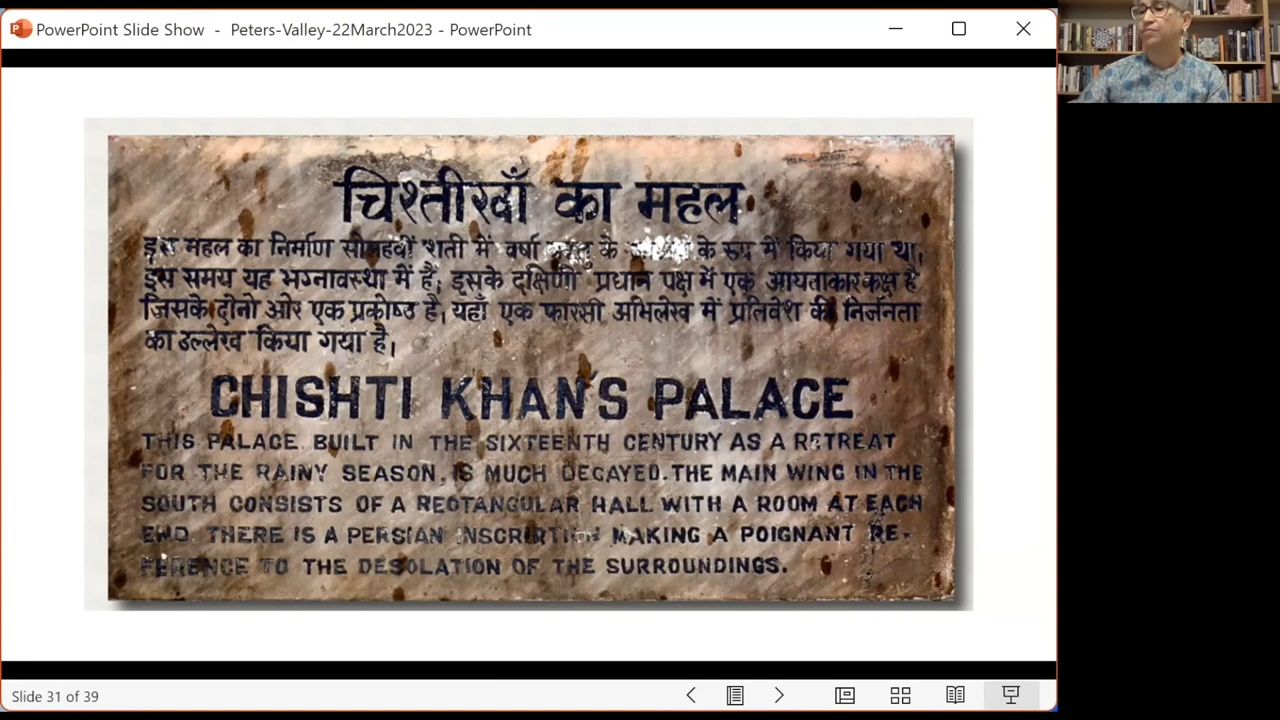 PowerPoint Slide Show - Peters-Valley-22March2023 - PowerPoint
चिश्तीखाँ का महल
इस महल का निर्माण सोलहवीं शती में वर्षा के के रूप में किया गया था,
इस समय यह भग्नावस्था में है, इसके दक्षिणी प्रधान पक्ष में एक आयताकार कक्ष है
जिसके दोनो ओर एक प्रकोष्ठ है, यहाँ एक फारसी अभिलेख में प्रतिवेश की निर्जनता
का उल्लेख किया गया है,
CHISHTI KHAN'S PALACE
THIS PALACE BUILT IN THE SIXTEENTH CENTURY AS A RETREAT
FOR THE RAINY SEASON, IS MUCH DECAYED. THE MAIN WING IN THE
SOUTH CONSISTS OF A RECTANGULAR HALL WITH A ROOM AT EACH
END. THERE IS A PERSIAN INSCRIPTION MAKING A POIGNANT RE-
FERENCE TO THE DESOLATION OF THE SURROUNDINGS.
Slide 31 of 39